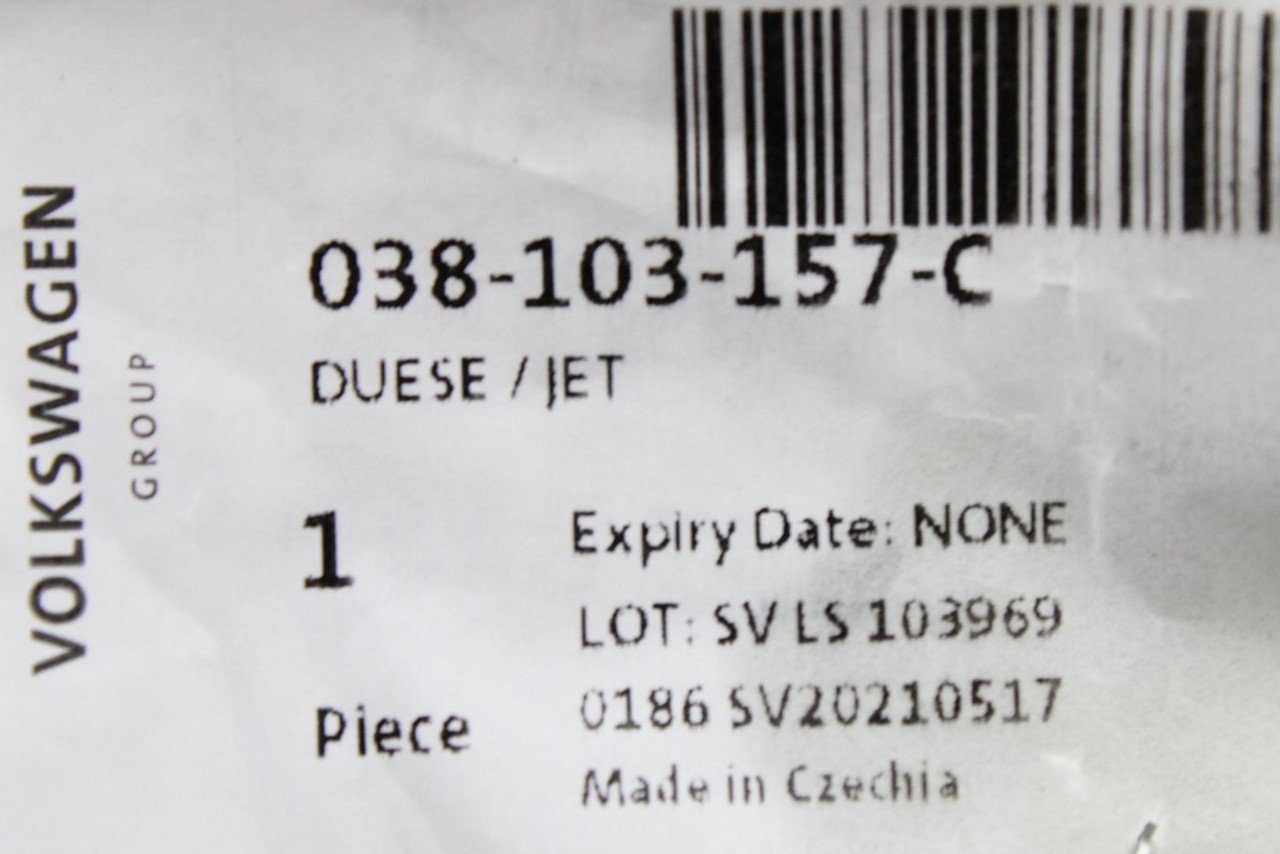 VOLKSWAGEN
GROUP
038-103-157-C
DUESE / JET
1
Piece
Expiry Date: NONE
LOT: SV LS 103969
0186 SV20210517
Made in Czechia